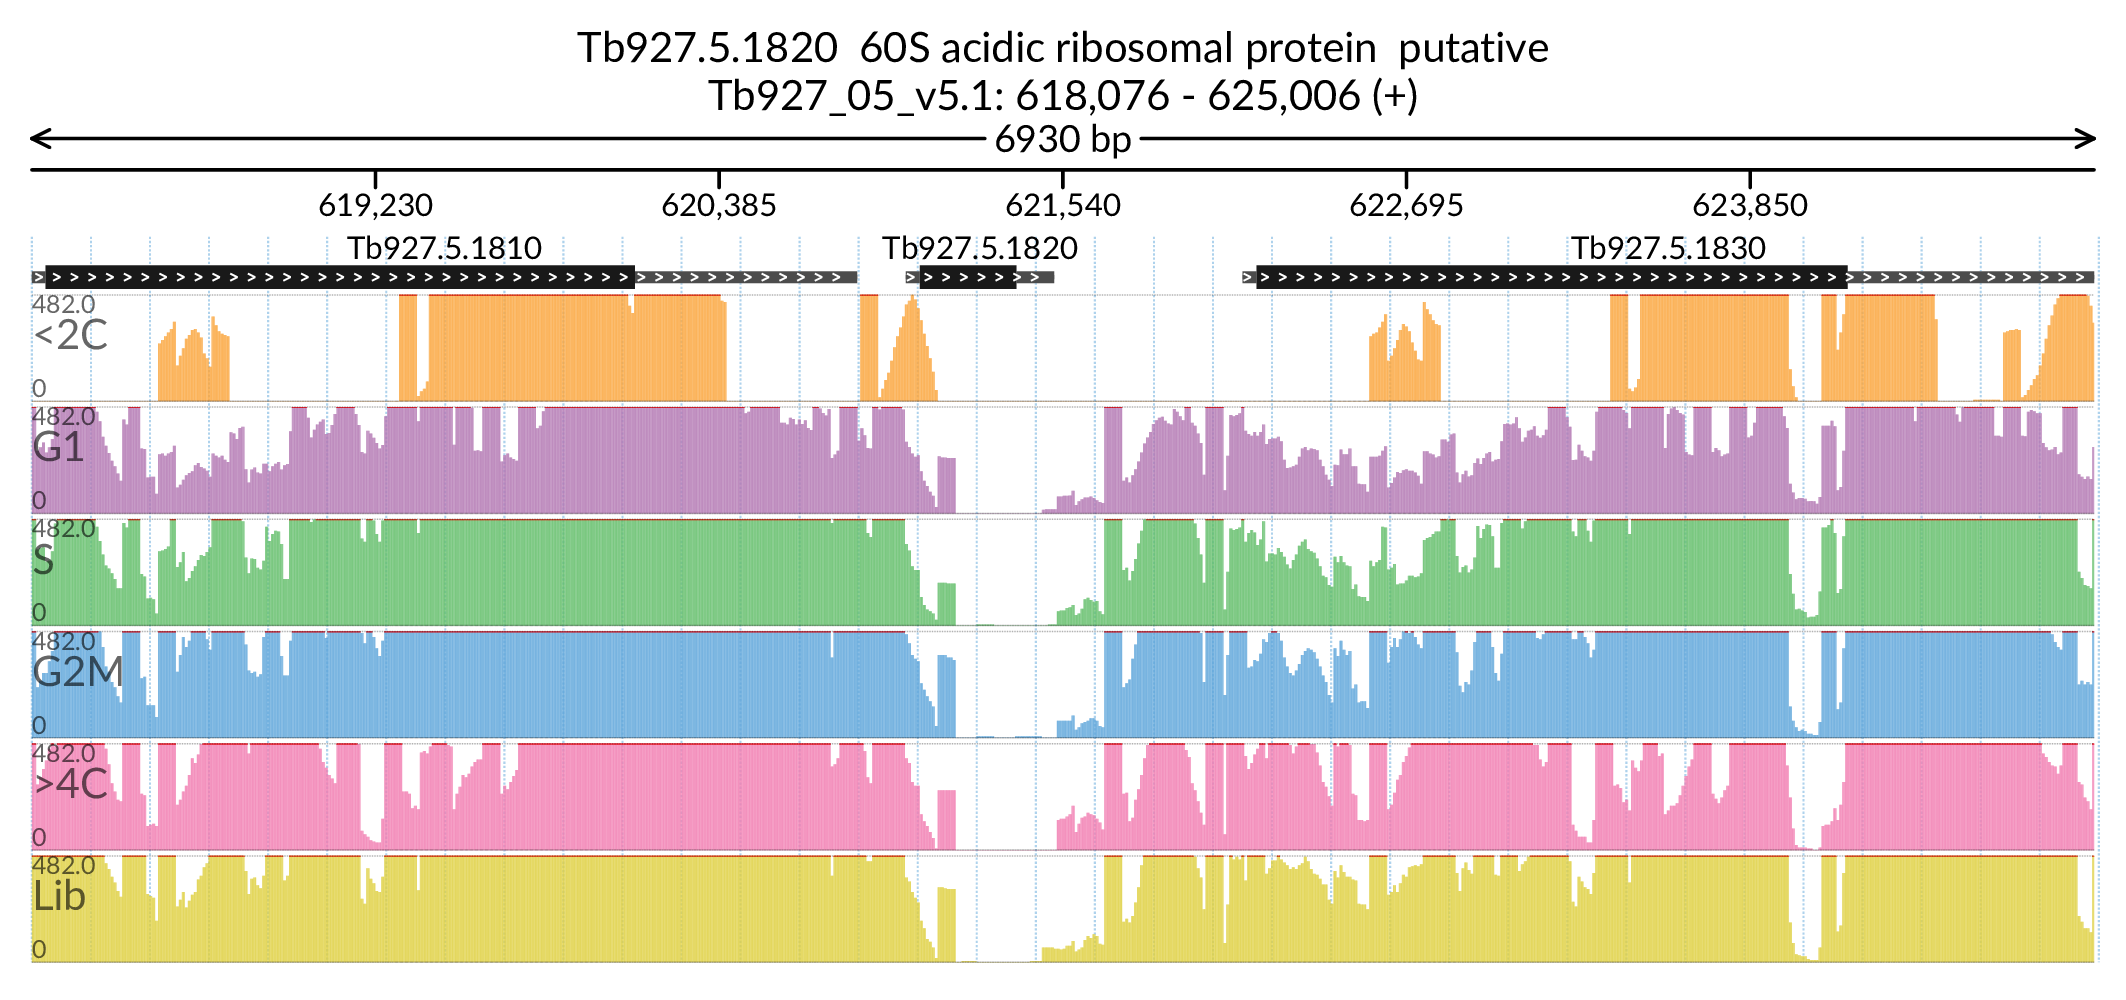 Tb927.5.1820  60S acidic ribosomal protein  putative
Tb927_05_v5.1: 618,076 - 625,006 (+)
6930 bp
619,230 620,385 621,540 622,695 623,850
Tb927.5.1810 Tb927.5.1820 Tb927.5.1830
482.0
<2C
0
482.0
G1
0
482.0
S
0
482.0
G2M
0
482.0
>4C
0
482.0
Lib
0